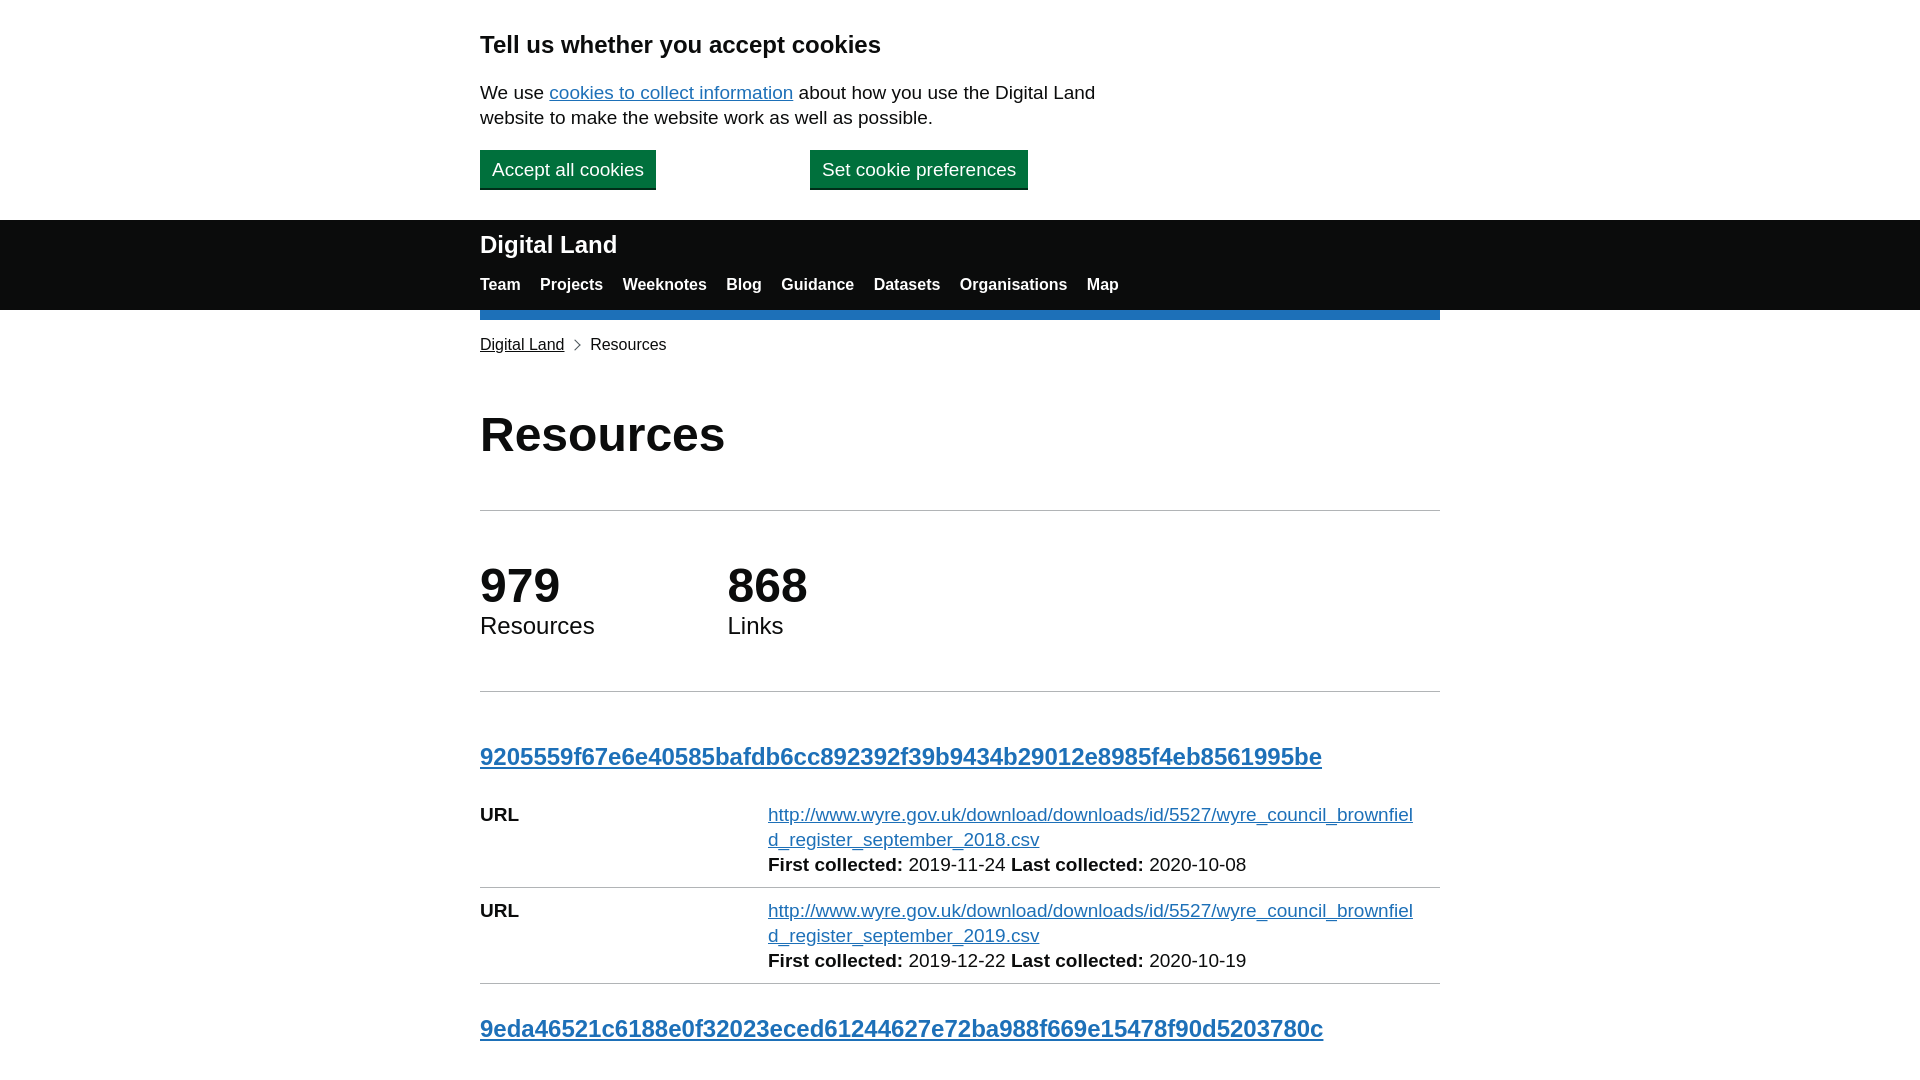 Tell us whether you accept cookies
We use cookies to collect information about how you use the Digital Land
website to make the website work as well as possible.
Accept all cookies Set cookie preferences
Digital Land
Team Projects Weeknotes Blog Guidance Datasets Organisations Map
Digital Land Resources
Resources
979 868
Resources Links
9205559f67e6e40585bafdb6cc892392f39b9434b29012e8985f4eb8561995be
URL http://www.wyre.gov.uk/download/downloads/id/5527/wyre_council_brownfiel
d_register_september_2018.csv
First collected: 2019-11-24 Last collected: 2020-10-08
URL http://www.wyre.gov.uk/download/downloads/id/5527/wyre_council_brownfiel
d_register_september_2019.csv
First collected: 2019-12-22 Last collected: 2020-10-19
9eda46521c6188e0f32023eced61244627e72ba988f669e15478f90d5203780c